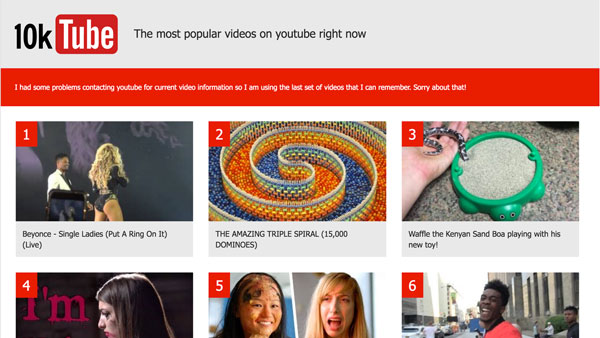 10k Tube
The most popular videos on youtube right now
I had some problems contacting youtube for current video information so I am using the last set of videos that I can remember. Sorry about that!
1
2
3
Beyonce - Single Ladies (Put A Ring On It)
(Live)
THE AMAZING TRIPLE SPIRAL (15,000
DOMINOES)
Waffle the Kenyan Sand Boa playing with his
new toy!
4
I'm
5
6